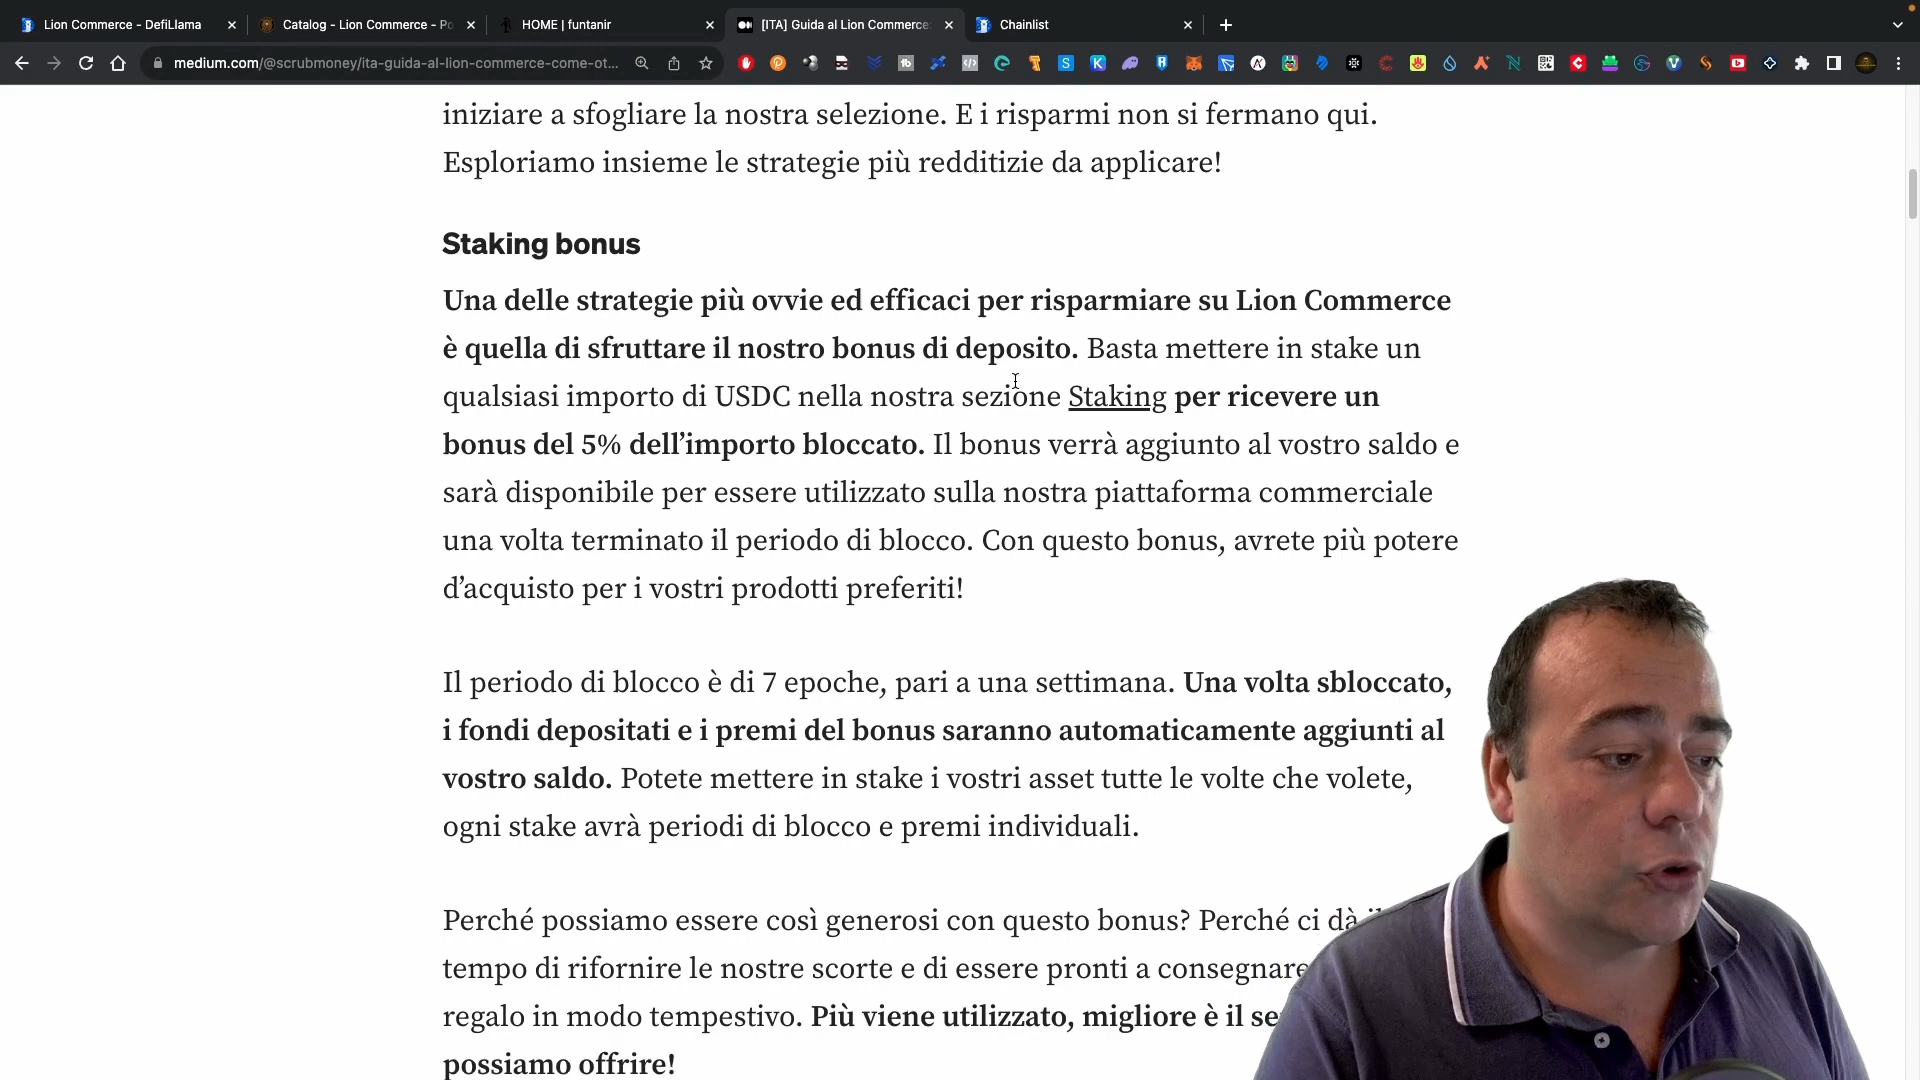 Lion Commerce - DefiLlama
Catalog - Lion Commerce - Po
HOME | funtanir
[ITA] Guida al Lion Commerce:
Chainlist
medium.com/@scrubmoney/ita-guida-al-lion-commerce-come-ot...
iniziare a sfogliare la nostra selezione. E i risparmi non si fermano qui.
Esploriamo insieme le strategie più redditizie da applicare!
Staking bonus
Una delle strategie più ovvie ed efficaci per risparmiare su Lion Commerce
è quella di sfruttare il nostro bonus di deposito. Basta mettere in stake un
qualsiasi importo di USDC nella nostra sezione Staking per ricevere un
bonus del 5% dell’importo bloccato. Il bonus verrà aggiunto al vostro saldo e
sarà disponibile per essere utilizzato sulla nostra piattaforma commerciale
una volta terminato il periodo di blocco. Con questo bonus, avrete più potere
d’acquisto per i vostri prodotti preferiti!
Il periodo di blocco è di 7 epoche, pari a una settimana. Una volta sbloccato,
i fondi depositati e i premi del bonus saranno automaticamente aggiunti al
vostro saldo. Potete mettere in stake i vostri asset tutte le volte che volete,
ogni stake avrà periodi di blocco e premi individuali.
Perché possiamo essere così generosi con questo bonus? Perché ci dà
tempo di rifornire le nostre scorte e di essere pronti a consegnare
regalo in modo tempestivo. Più viene utilizzato, migliore è il
possiamo offrire!